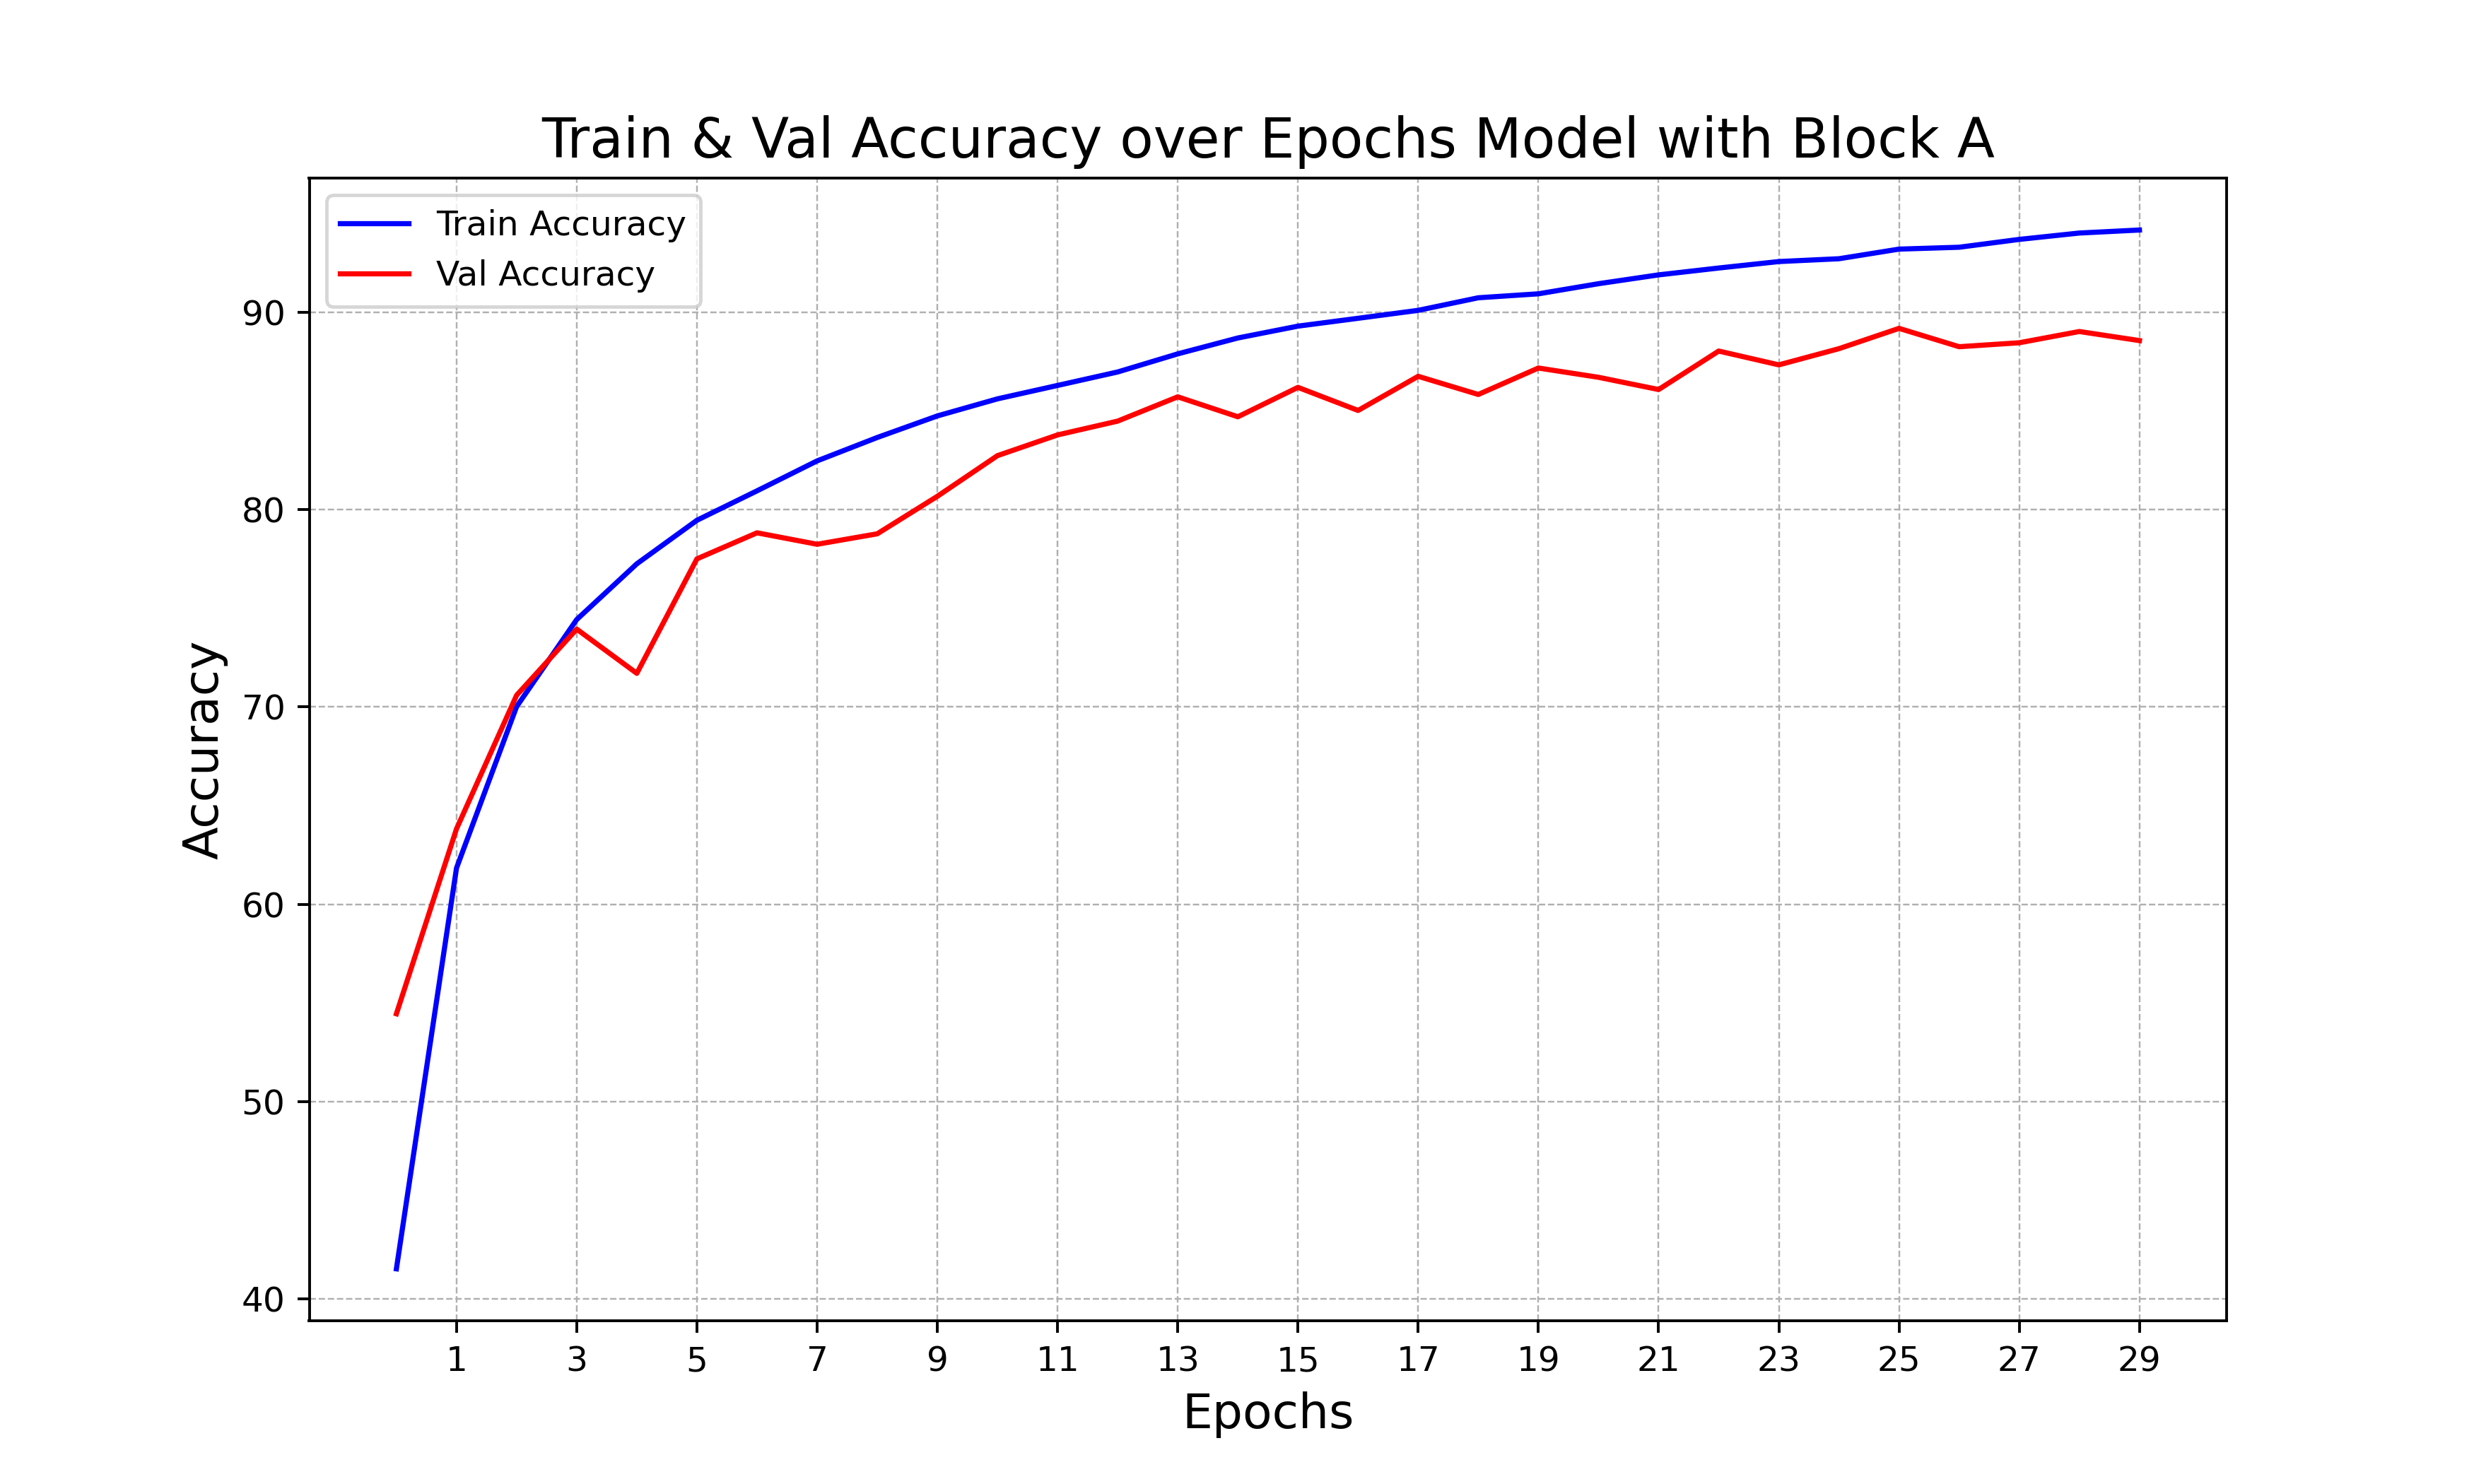 Train & Val Accuracy over Epochs Model with Block A
Train Accuracy
Val Accuracy
90
80
70
60
50
40
Accuracy
1 3 5 7 9 11 13 15 17 19 21 23 25 27 29
Epochs